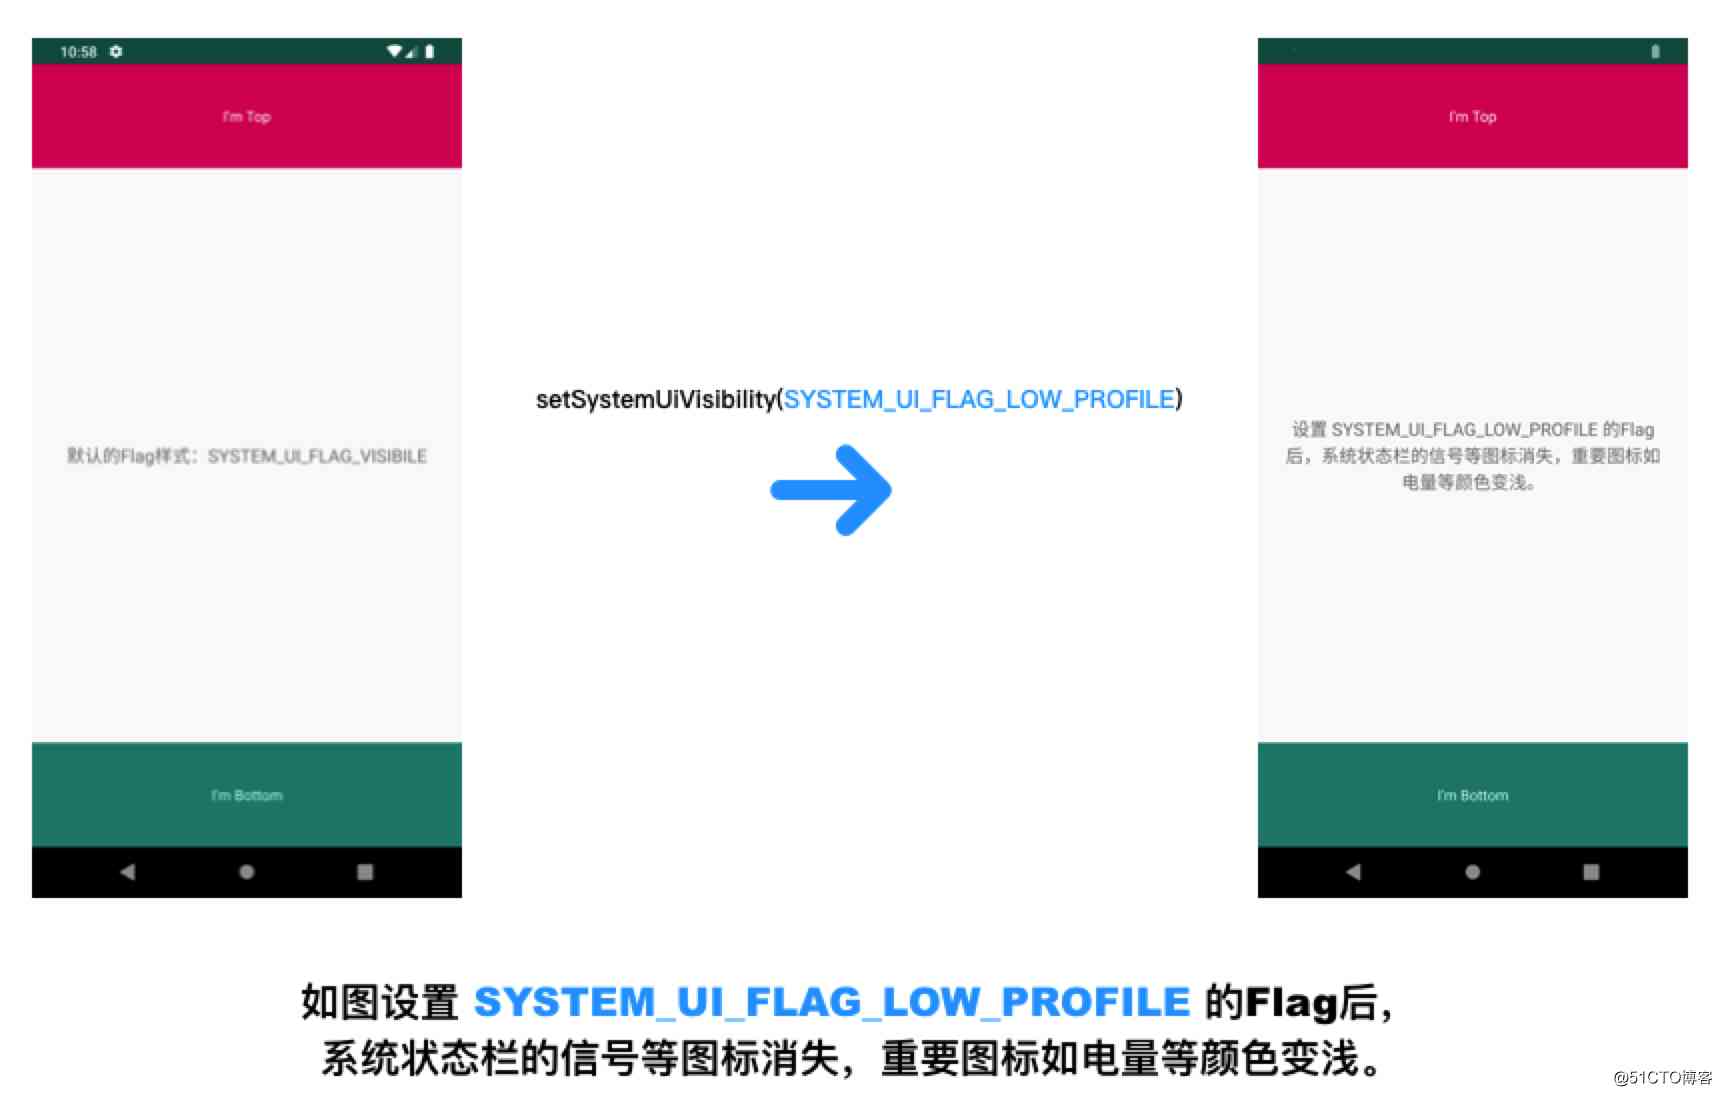 10:58
I'm Top
默认的Flag样式：SYSTEM_UI_FLAG_VISIBILE
I'm Bottom
setSystemUiVisibility(SYSTEM_UI_FLAG_LOW_PROFILE)
I'm Top
设置 SYSTEM_UI_FLAG_LOW_PROFILE 的Flag
后，系统状态栏的信号等图标消失，重要图标如
电量等颜色变浅。
I'm Bottom
如图设置 SYSTEM_UI_FLAG_LOW_PROFILE 的Flag后，
系统状态栏的信号等图标消失，重要图标如电量等颜色变浅。
@51CTO博客